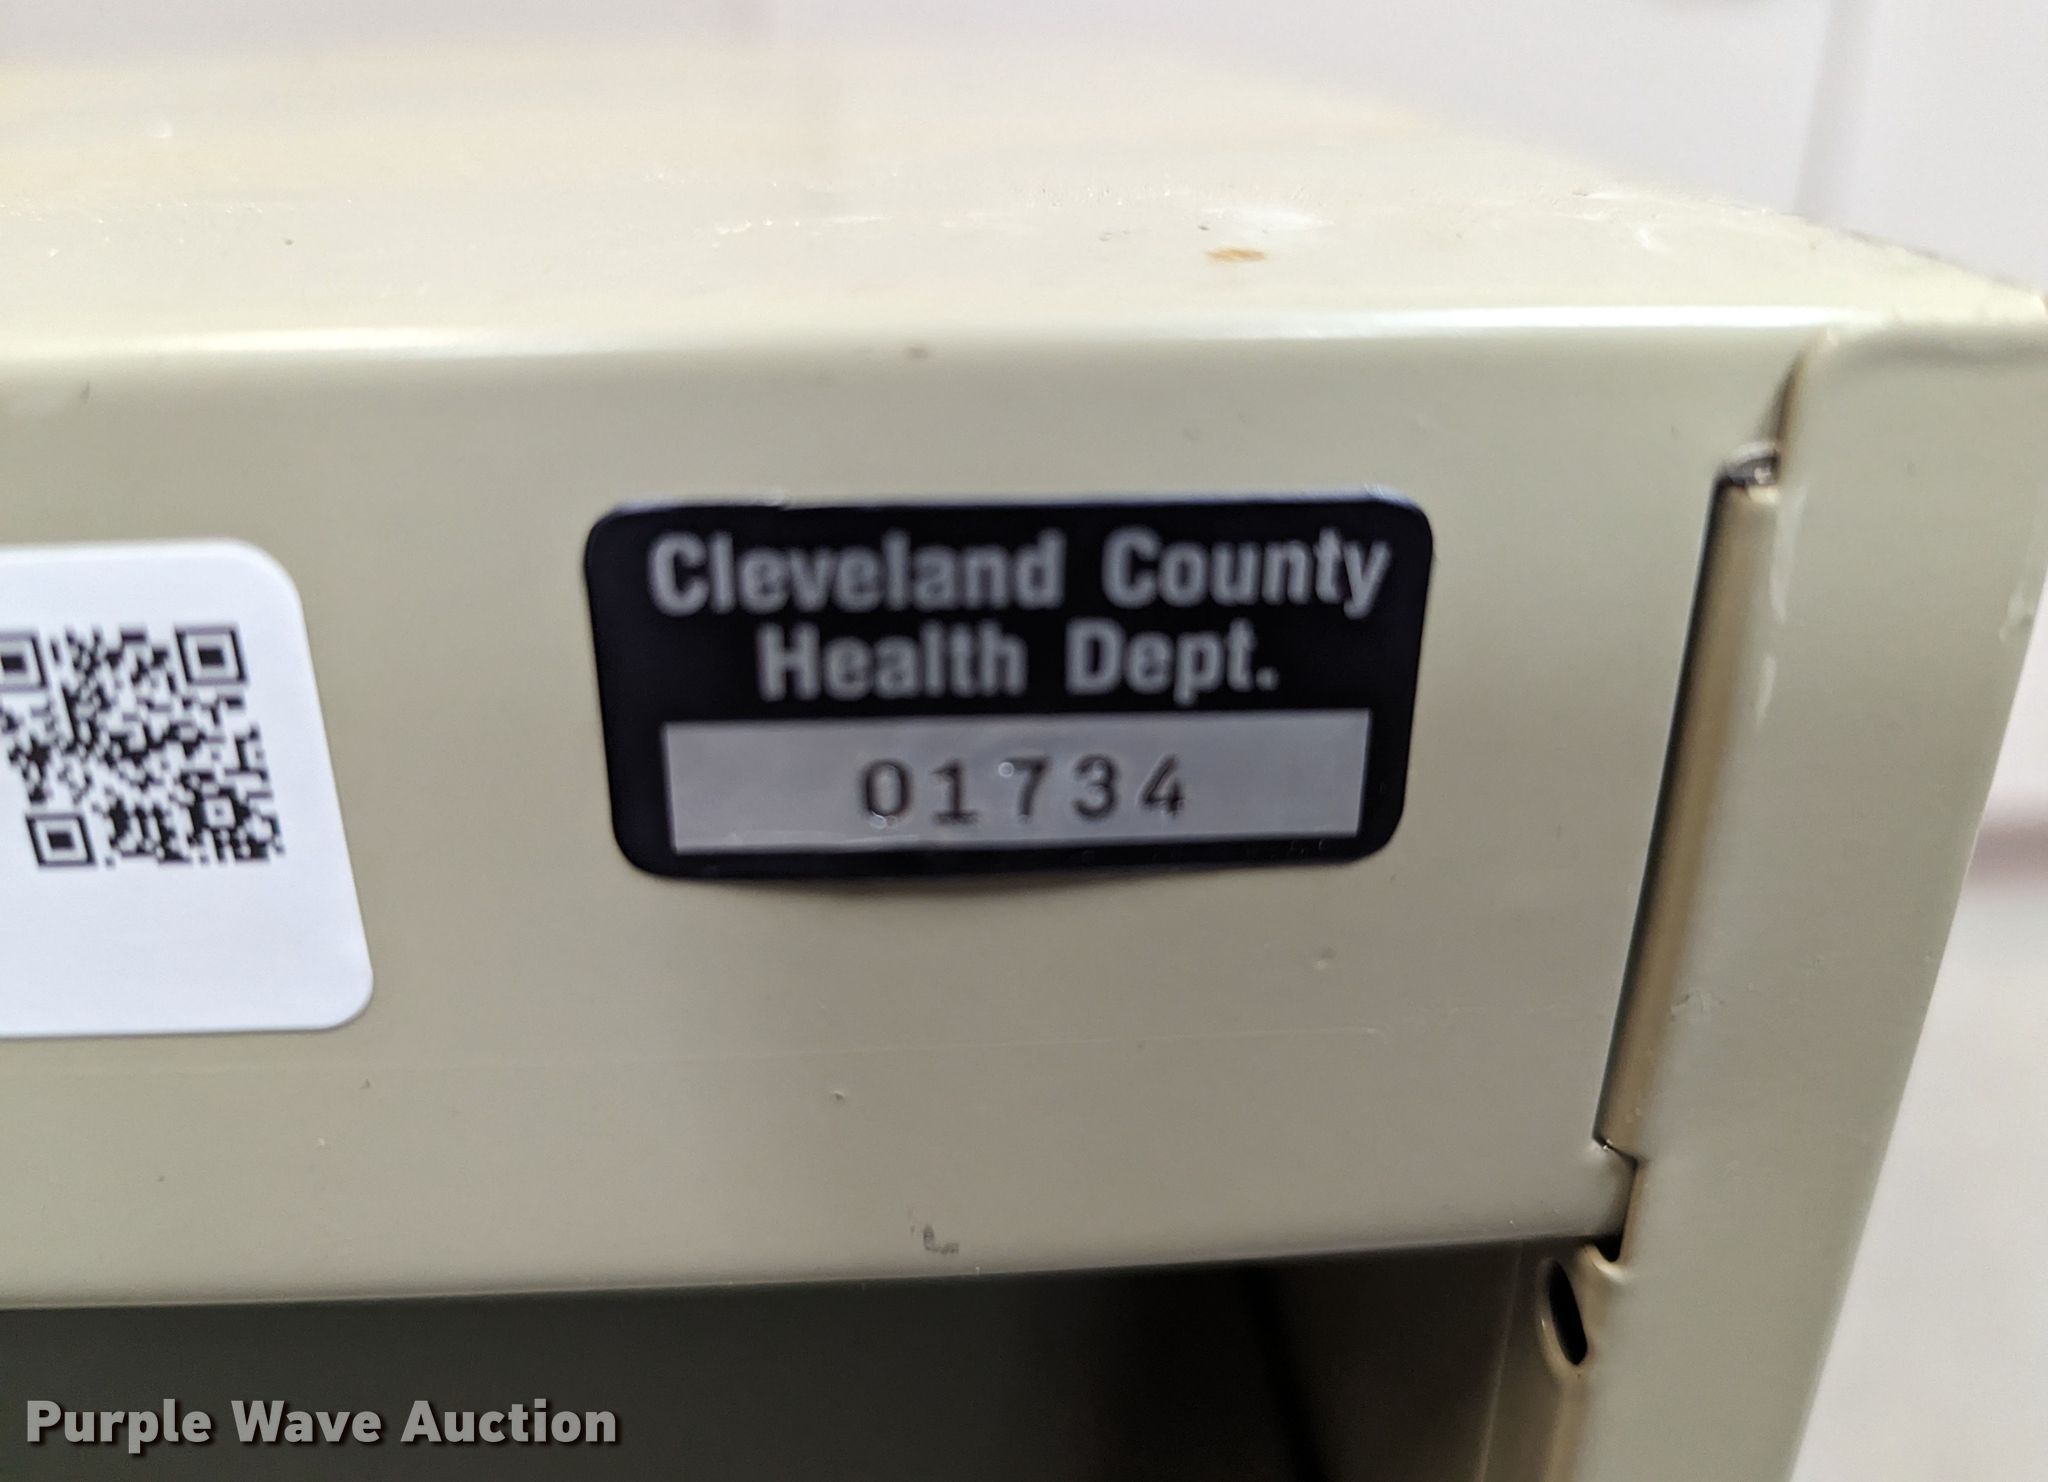 Cleveland County
Health Dept.
01734
Purple Wave Auction